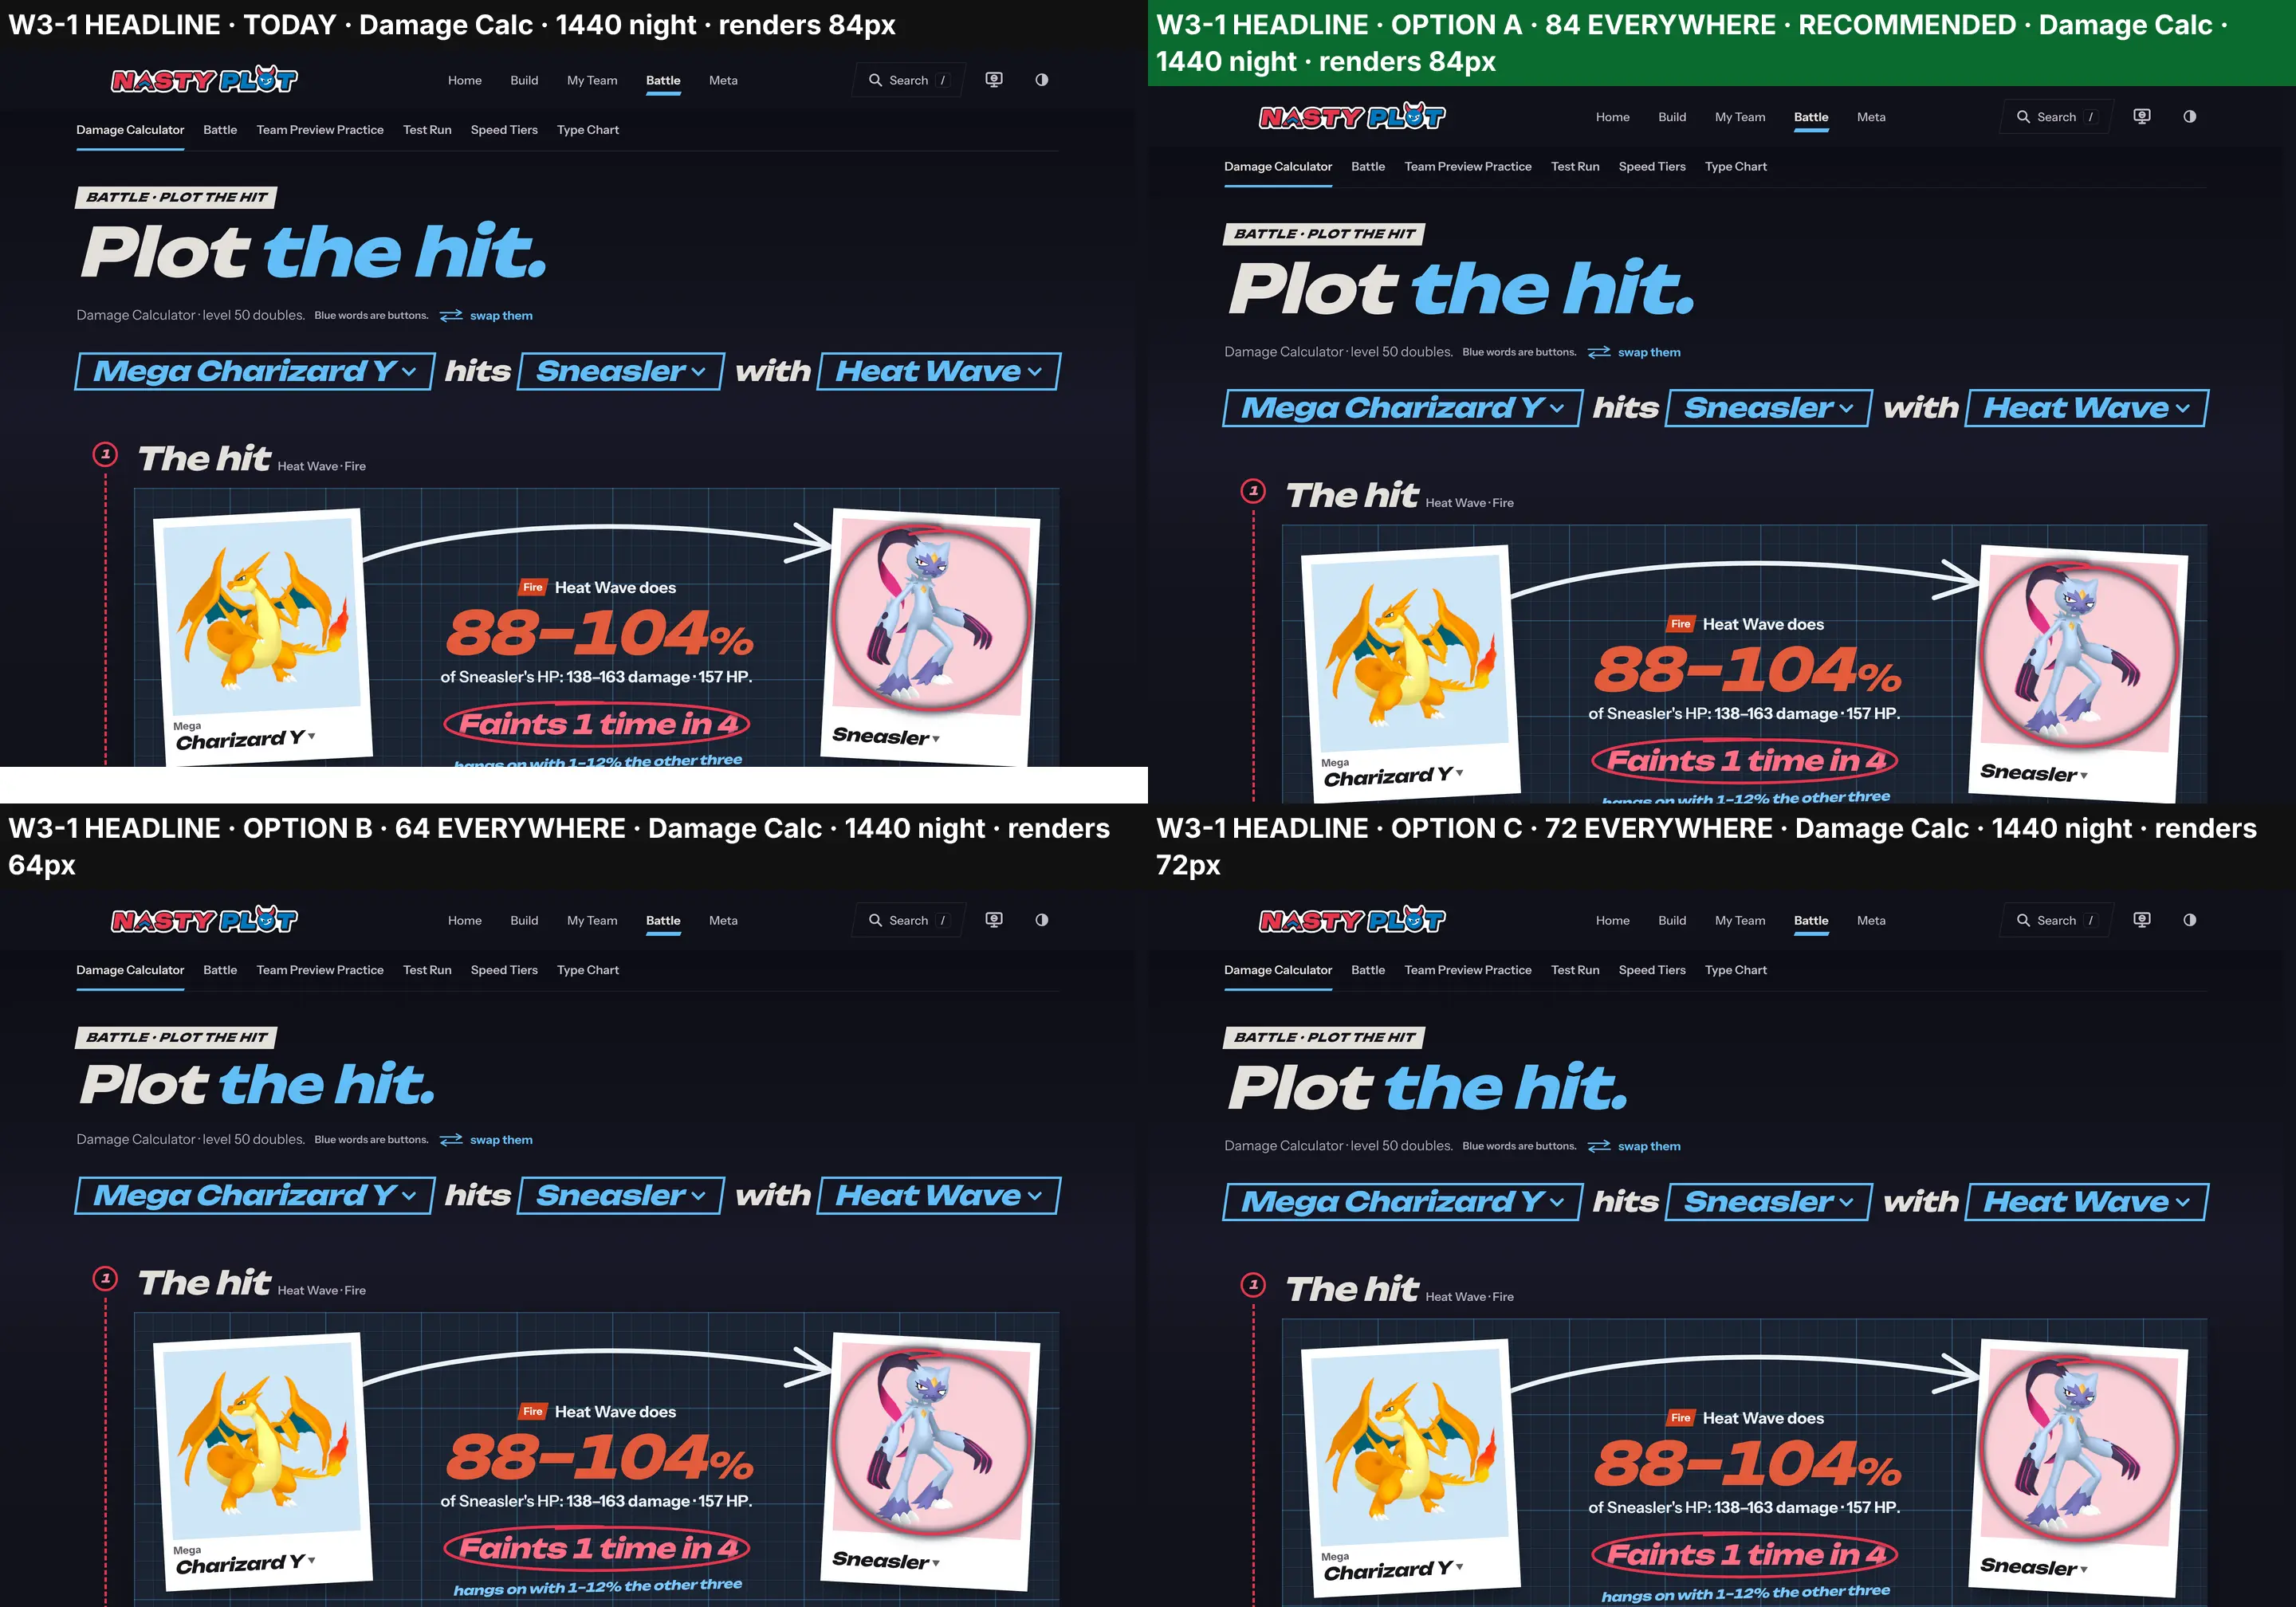 W3-1 HEADLINE · TODAY · Damage Calc · 1440 night · renders 84px
NASTY PLOT
Home Build My Team Battle Meta
Search /
Damage Calculator Battle Team Preview Practice Test Run Speed Tiers Type Chart
BATTLE · PLOT THE HIT
Plot the hit.
Damage Calculator · level 50 doubles. Blue words are buttons. swap them
Mega Charizard Y hits Sneasler with Heat Wave
1 The hit Heat Wave · Fire
Fire Heat Wave does
88–104%
of Sneasler's HP: 138–163 damage · 157 HP.
Faints 1 time in 4
hangs on with 1–12% the other three
Mega
Charizard Y
Sneasler
W3-1 HEADLINE · OPTION A · 84 EVERYWHERE · RECOMMENDED · Damage Calc ·
1440 night · renders 84px
NASTY PLOT
Home Build My Team Battle Meta
Search /
Damage Calculator Battle Team Preview Practice Test Run Speed Tiers Type Chart
BATTLE · PLOT THE HIT
Plot the hit.
Damage Calculator · level 50 doubles. Blue words are buttons. swap them
Mega Charizard Y hits Sneasler with Heat Wave
1 The hit Heat Wave · Fire
Fire Heat Wave does
88–104%
of Sneasler's HP: 138–163 damage · 157 HP.
Faints 1 time in 4
hangs on with 1–12% the other three
Mega
Charizard Y
Sneasler
W3-1 HEADLINE · OPTION B · 64 EVERYWHERE · Damage Calc · 1440 night · renders
64px
NASTY PLOT
Home Build My Team Battle Meta
Search /
Damage Calculator Battle Team Preview Practice Test Run Speed Tiers Type Chart
BATTLE · PLOT THE HIT
Plot the hit.
Damage Calculator · level 50 doubles. Blue words are buttons. swap them
Mega Charizard Y hits Sneasler with Heat Wave
1 The hit Heat Wave · Fire
Fire Heat Wave does
88–104%
of Sneasler's HP: 138–163 damage · 157 HP.
Faints 1 time in 4
hangs on with 1–12% the other three
Mega
Charizard Y
Sneasler
W3-1 HEADLINE · OPTION C · 72 EVERYWHERE · Damage Calc · 1440 night · renders
72px
NASTY PLOT
Home Build My Team Battle Meta
Search /
Damage Calculator Battle Team Preview Practice Test Run Speed Tiers Type Chart
BATTLE · PLOT THE HIT
Plot the hit.
Damage Calculator · level 50 doubles. Blue words are buttons. swap them
Mega Charizard Y hits Sneasler with Heat Wave
1 The hit Heat Wave · Fire
Fire Heat Wave does
88–104%
of Sneasler's HP: 138–163 damage · 157 HP.
Faints 1 time in 4
hangs on with 1–12% the other three
Mega
Charizard Y
Sneasler